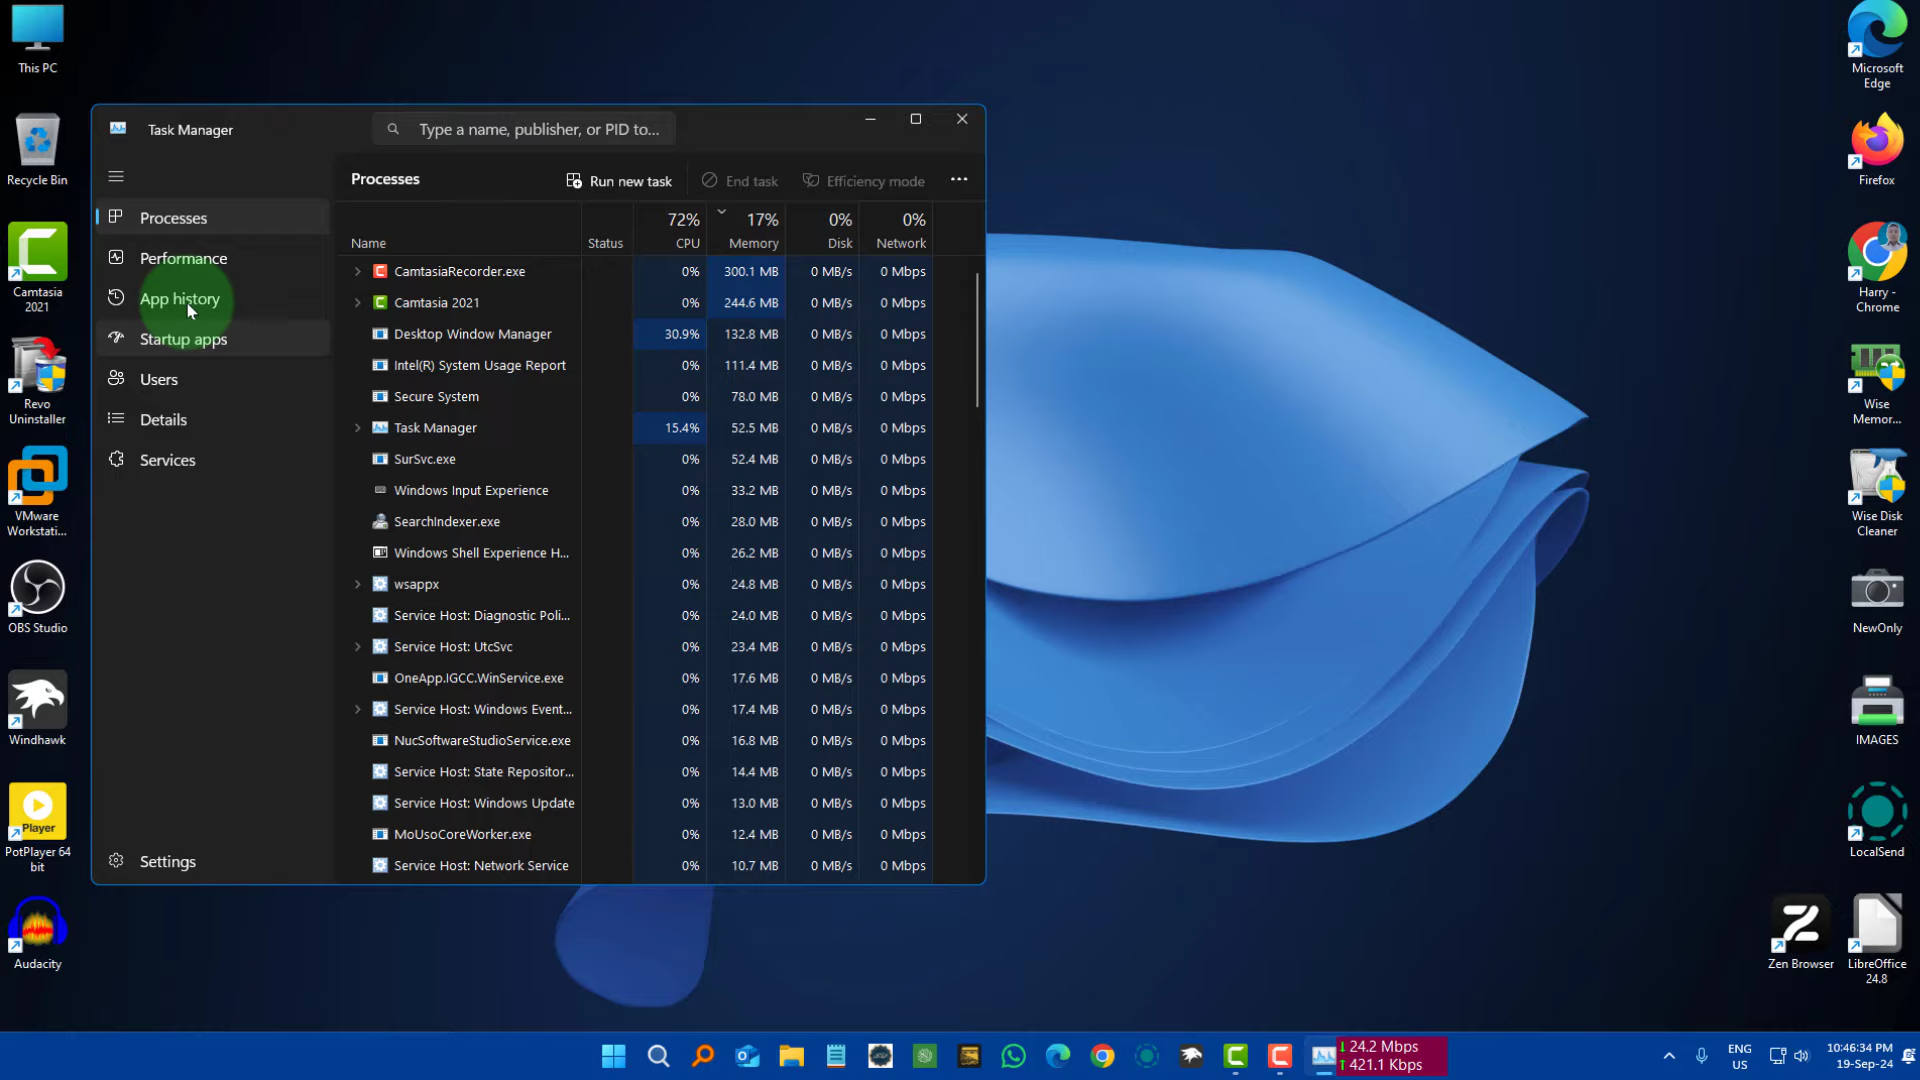 This PC
Recycle Bin
Camtasia
2021
Revo
Uninstaller
VMware
Workstati...
OBS Studio
Windhawk
Player
PotPlayer 64
bit
Audacity
Task Manager
Type a name, publisher, or PID to...
Processes
Performance
App history
Startup apps
Users
Details
Services
Settings
Processes
Run new task
End task
Efficiency mode
Name Status 72% CPU 17% Memory 0% Disk 0% Network
CamtasiaRecorder.exe 0% 300.1 MB 0 MB/s 0 Mbps
Camtasia 2021 0% 244.6 MB 0 MB/s 0 Mbps
Desktop Window Manager 30.9% 132.8 MB 0 MB/s 0 Mbps
Intel(R) System Usage Report 0% 111.4 MB 0 MB/s 0 Mbps
Secure System 0% 78.0 MB 0 MB/s 0 Mbps
Task Manager 15.4% 52.5 MB 0 MB/s 0 Mbps
SurSvc.exe 0% 52.4 MB 0 MB/s 0 Mbps
Windows Input Experience 0% 33.2 MB 0 MB/s 0 Mbps
SearchIndexer.exe 0% 28.0 MB 0 MB/s 0 Mbps
Windows Shell Experience H... 0% 26.2 MB 0 MB/s 0 Mbps
wsappx 0% 24.8 MB 0 MB/s 0 Mbps
Service Host: Diagnostic Poli... 0% 24.0 MB 0 MB/s 0 Mbps
Service Host: UtcSvc 0% 23.4 MB 0 MB/s 0 Mbps
OneApp.IGCC.WinService.exe 0% 17.6 MB 0 MB/s 0 Mbps
Service Host: Windows Event... 0% 17.4 MB 0 MB/s 0 Mbps
NucSoftwareStudioService.exe 0% 16.8 MB 0 MB/s 0 Mbps
Service Host: State Repositor... 0% 14.4 MB 0 MB/s 0 Mbps
Service Host: Windows Update 0% 13.0 MB 0 MB/s 0 Mbps
MoUsoCoreWorker.exe 0% 12.4 MB 0 MB/s 0 Mbps
Service Host: Network Service 0% 10.7 MB 0 MB/s 0 Mbps
Microsoft
Edge
Firefox
Harry -
Chrome
Wise
Memor...
Wise Disk
Cleaner
NewOnly
IMAGES
LocalSend
Zen Browser
LibreOffice
24.8
↓ 24.2 Mbps
↑ 421.1 Kbps
ENG
US
10:46:34 PM
19-Sep-24